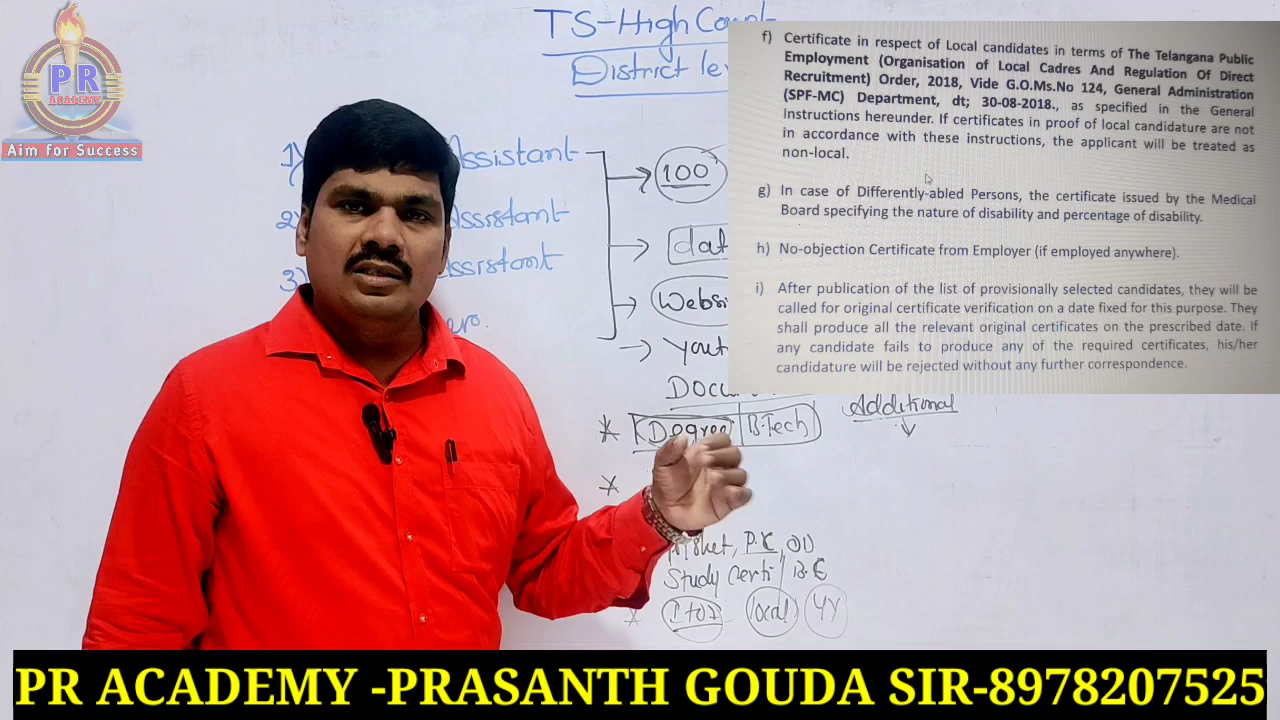 PR
ACADEMY
Aim for Success
TS-High Court
District
1) Assistant
100
2) Assistant
3) Assistant
Degree B.Tech
Additional
P.C, OD
Study Certi
1 to 7 local 4Y
f) Certificate in respect of Local candidates in terms of The Telangana Public
Employment (Organisation of Local Cadres And Regulation Of Direct
Recruitment) Order, 2018, Vide G.O.Ms.No 124, General Administration
(SPF-MC) Department, dt; 30-08-2018., as specified in the General
Instructions hereunder. If certificates in proof of local candidature are not
in accordance with these instructions, the applicant will be treated as
non-local.
g) In case of Differently-abled Persons, the certificate issued by the Medical
Board specifying the nature of disability and percentage of disability.
h) No-objection Certificate from Employer (if employed anywhere).
i) After publication of the list of provisionally selected candidates, they will be
called for original certificate verification on a date fixed for this purpose. They
shall produce all the relevant original certificates on the prescribed date. If
any candidate fails to produce any of the required certificates, his/her
candidature will be rejected without any further correspondence.
PR ACADEMY -PRASANTH GOUDA SIR-8978207525